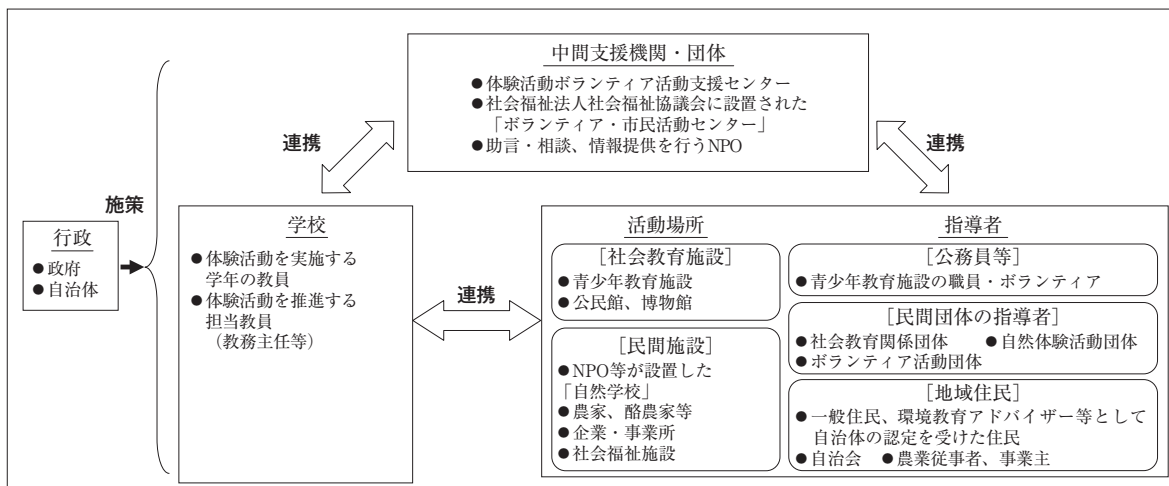 中間支援機関・団体
●体験活動ボランティア活動支援センター
●社会福祉法人社会福祉協議会に設置された
「ボランティア・市民活動センター」
●助言・相談、情報提供を行うNPO
連携
連携
施策
行政
●政府
●自治体
学校
●体験活動を実施する
学年の教員
●体験活動を推進する
担当教員
（教務主任等）
連携
活動場所
［社会教育施設］
●青少年教育施設
●公民館、博物館
［民間施設］
●NPO等が設置した
「自然学校」
●農家、酪農家等
●企業・事業所
●社会福祉施設
指導者
［公務員等］
●青少年教育施設の職員・ボランティア
［民間団体の指導者］
●社会教育関係団体 ●自然体験活動団体
●ボランティア活動団体
［地域住民］
●一般住民、環境教育アドバイザー等として
自治体の認定を受けた住民
●自治会 ●農業従事者、事業主